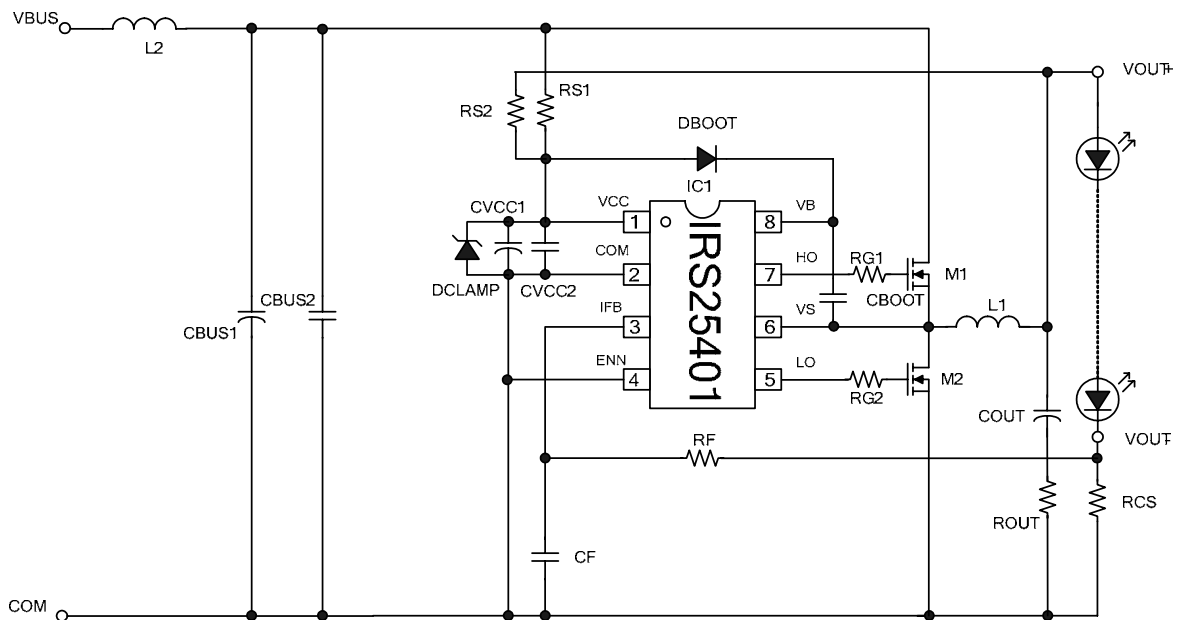 VBUS
L2
RS2
RS1
VOUT+
DBOOT
IC1
CVCC1
VCC
1
8
VB
COM
2
7
HO
RG1
M1
DCLAMP
CVCC2
CBOOT
IFB
3
6
VS
L1
CBUS1
CBUS2
ENN
4
5
LO
RG2
M2
IRS25401
COUT
VOUT-
RF
ROUT
RCS
CF
COM